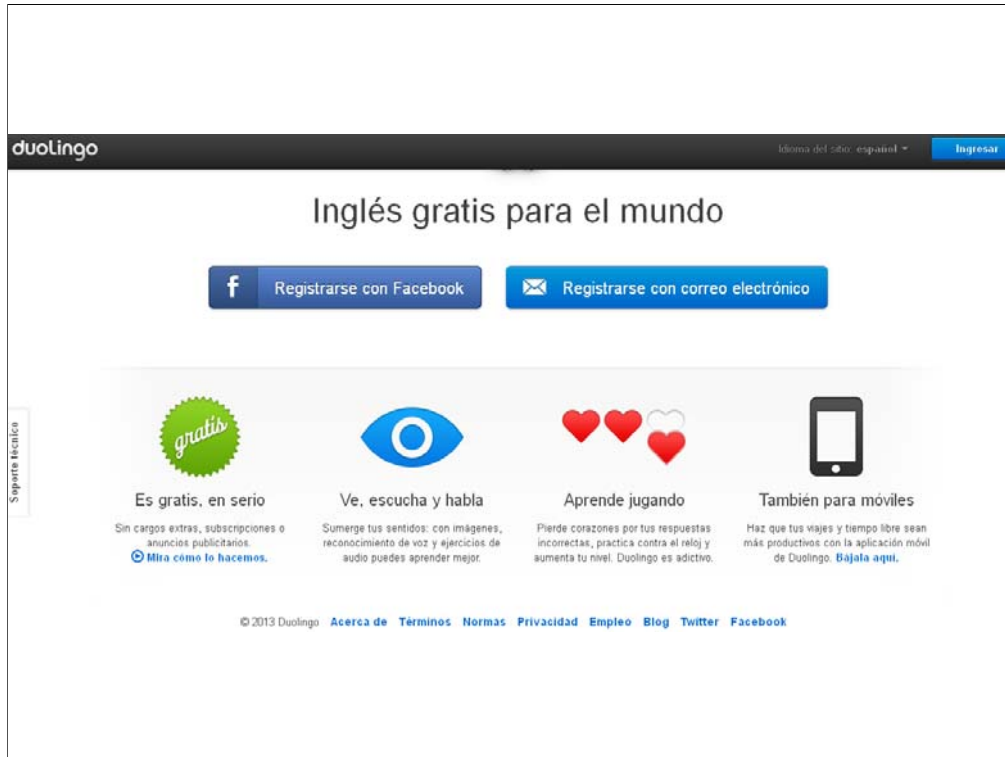 duolingo
Idioma del sitio: español
Ingresar
Inglés gratis para el mundo
Registrarse con Facebook
Registrarse con correo electrónico
Soporte técnico
gratis
Es gratis, en serio
Sin cargos extras, subscripciones o
anuncios publicitarios.
Mira cómo lo hacemos.
Ve, escucha y habla
Sumerge tus sentidos: con imágenes,
reconocimiento de voz y ejercicios de
audio puedes aprender mejor.
Aprende jugando
Pierde corazones por tus respuestas
incorrectas, practica contra el reloj y
aumenta tu nivel. Duolingo es adictivo.
También para móviles
Haz que tus viajes y tiempo libre sean
más productivos con la aplicación móvil
de Duolingo. Bájala aquí.
© 2013 Duolingo Acerca de Términos Normas Privacidad Empleo Blog Twitter Facebook